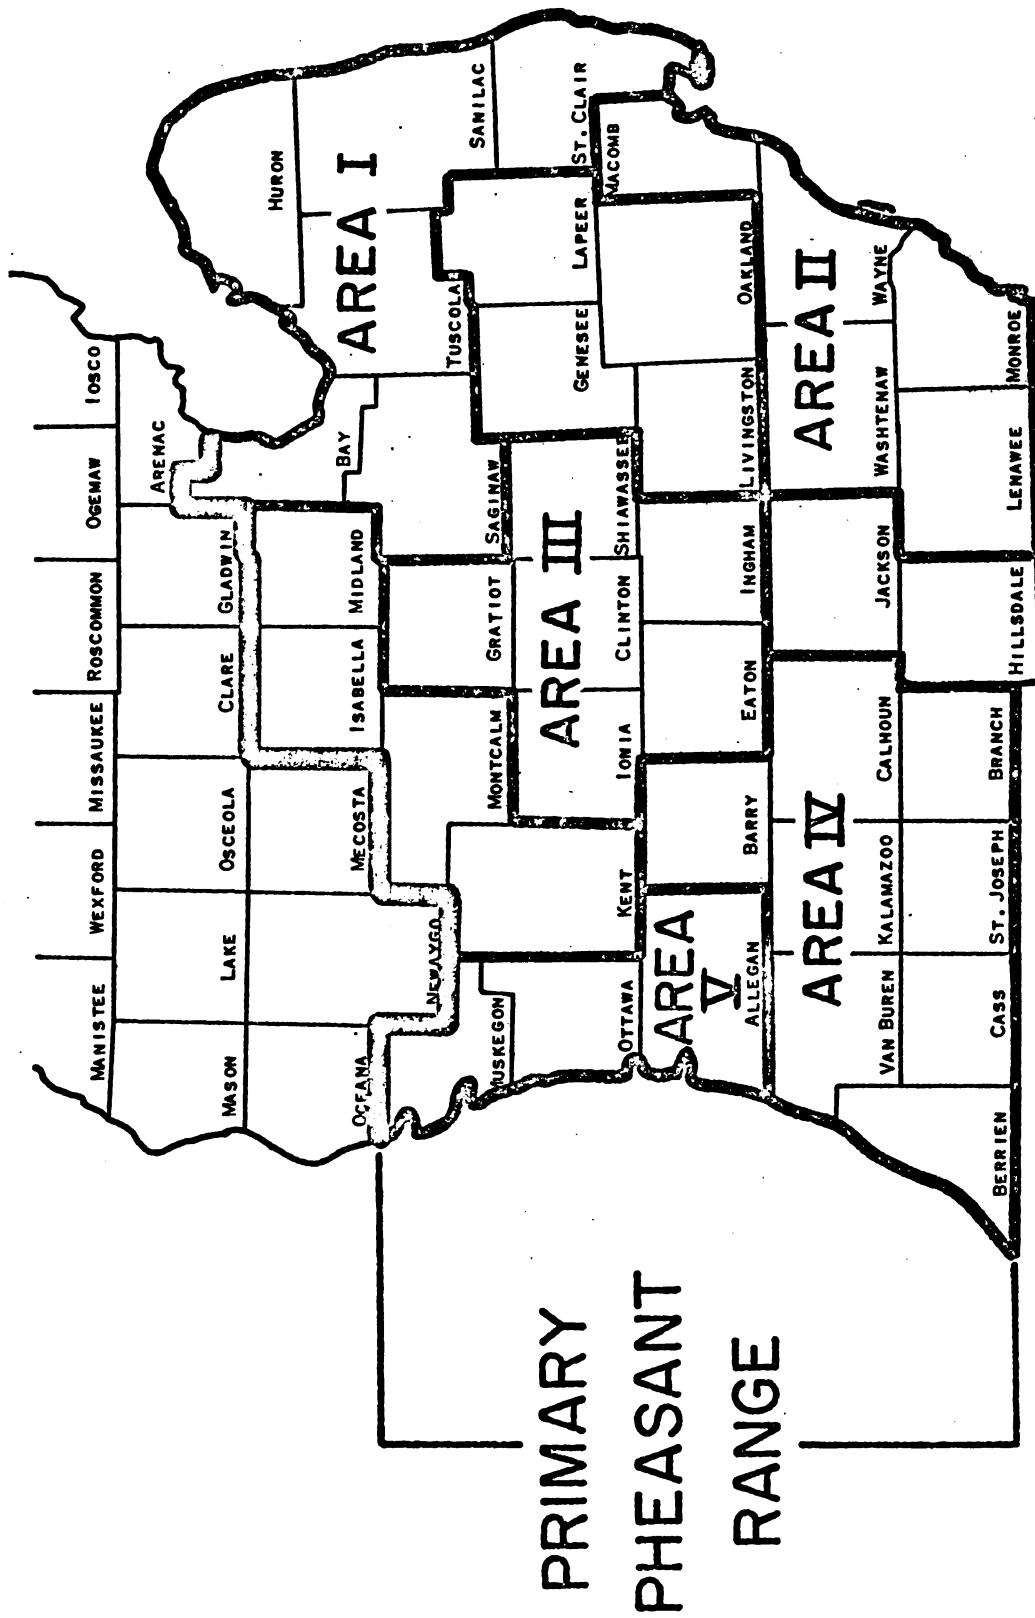 MANISTEE WEXFORD MISSAUKEE ROSCOMMON OGEMAW IOSCO
ARENAC
MASON LAKE OSCEOLA CLARE GLADWIN
HURON
BAY
OCEANA MECOSTA ISABELLA MIDLAND
AREA I
NEWAYGO TUSCOLA SANILAC
MUSKEGON MONTCALM GRATIOT SAGINAW
AREA III
GENESEE LAPEER ST. CLAIR
MACOMB
OTTAWA KENT IONIA CLINTON SHIAWASSEE
AREA
V
ALLEGAN BARRY EATON INGHAM LIVINGSTON OAKLAND
AREA IV
AREA II
VAN BUREN KALAMAZOO CALHOUN JACKSON WASHTENAW WAYNE
BERRIEN CASS ST. JOSEPH BRANCH HILLSDALE LENAWEE MONROE
PRIMARY
PHEASANT
RANGE